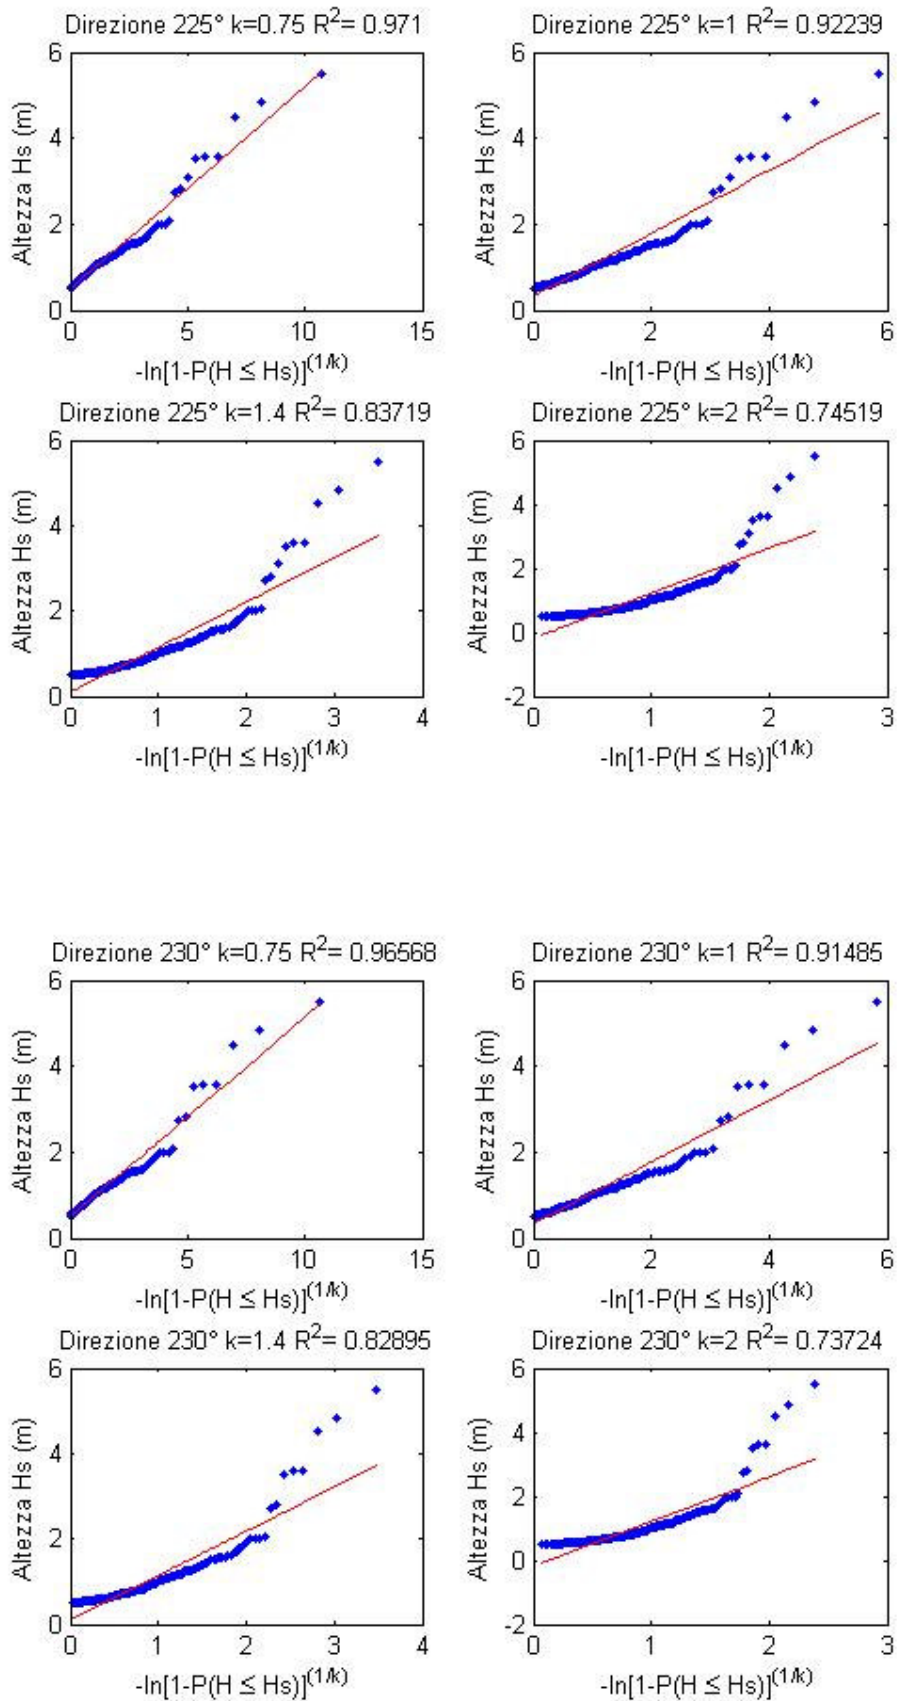 Direzione 225° k=0.75 R²= 0.971
6
4
2
0
Altezza Hs (m)
0 5 10 15
-ln[1-P(H ≤ Hs)]^(1/k)
Direzione 225° k=1 R²= 0.92239
6
4
2
0
Altezza Hs (m)
0 2 4 6
-ln[1-P(H ≤ Hs)]^(1/k)
Direzione 225° k=1.4 R²= 0.83719
6
4
2
0
Altezza Hs (m)
0 1 2 3 4
-ln[1-P(H ≤ Hs)]^(1/k)
Direzione 225° k=2 R²= 0.74519
6
4
2
0
-2
Altezza Hs (m)
0 1 2 3
-ln[1-P(H ≤ Hs)]^(1/k)
Direzione 230° k=0.75 R²= 0.96568
6
4
2
0
Altezza Hs (m)
0 5 10 15
-ln[1-P(H ≤ Hs)]^(1/k)
Direzione 230° k=1 R²= 0.91485
6
4
2
0
Altezza Hs (m)
0 2 4 6
-ln[1-P(H ≤ Hs)]^(1/k)
Direzione 230° k=1.4 R²= 0.82895
6
4
2
0
Altezza Hs (m)
0 1 2 3 4
-ln[1-P(H ≤ Hs)]^(1/k)
Direzione 230° k=2 R²= 0.73724
6
4
2
0
-2
Altezza Hs (m)
0 1 2 3
-ln[1-P(H ≤ Hs)]^(1/k)